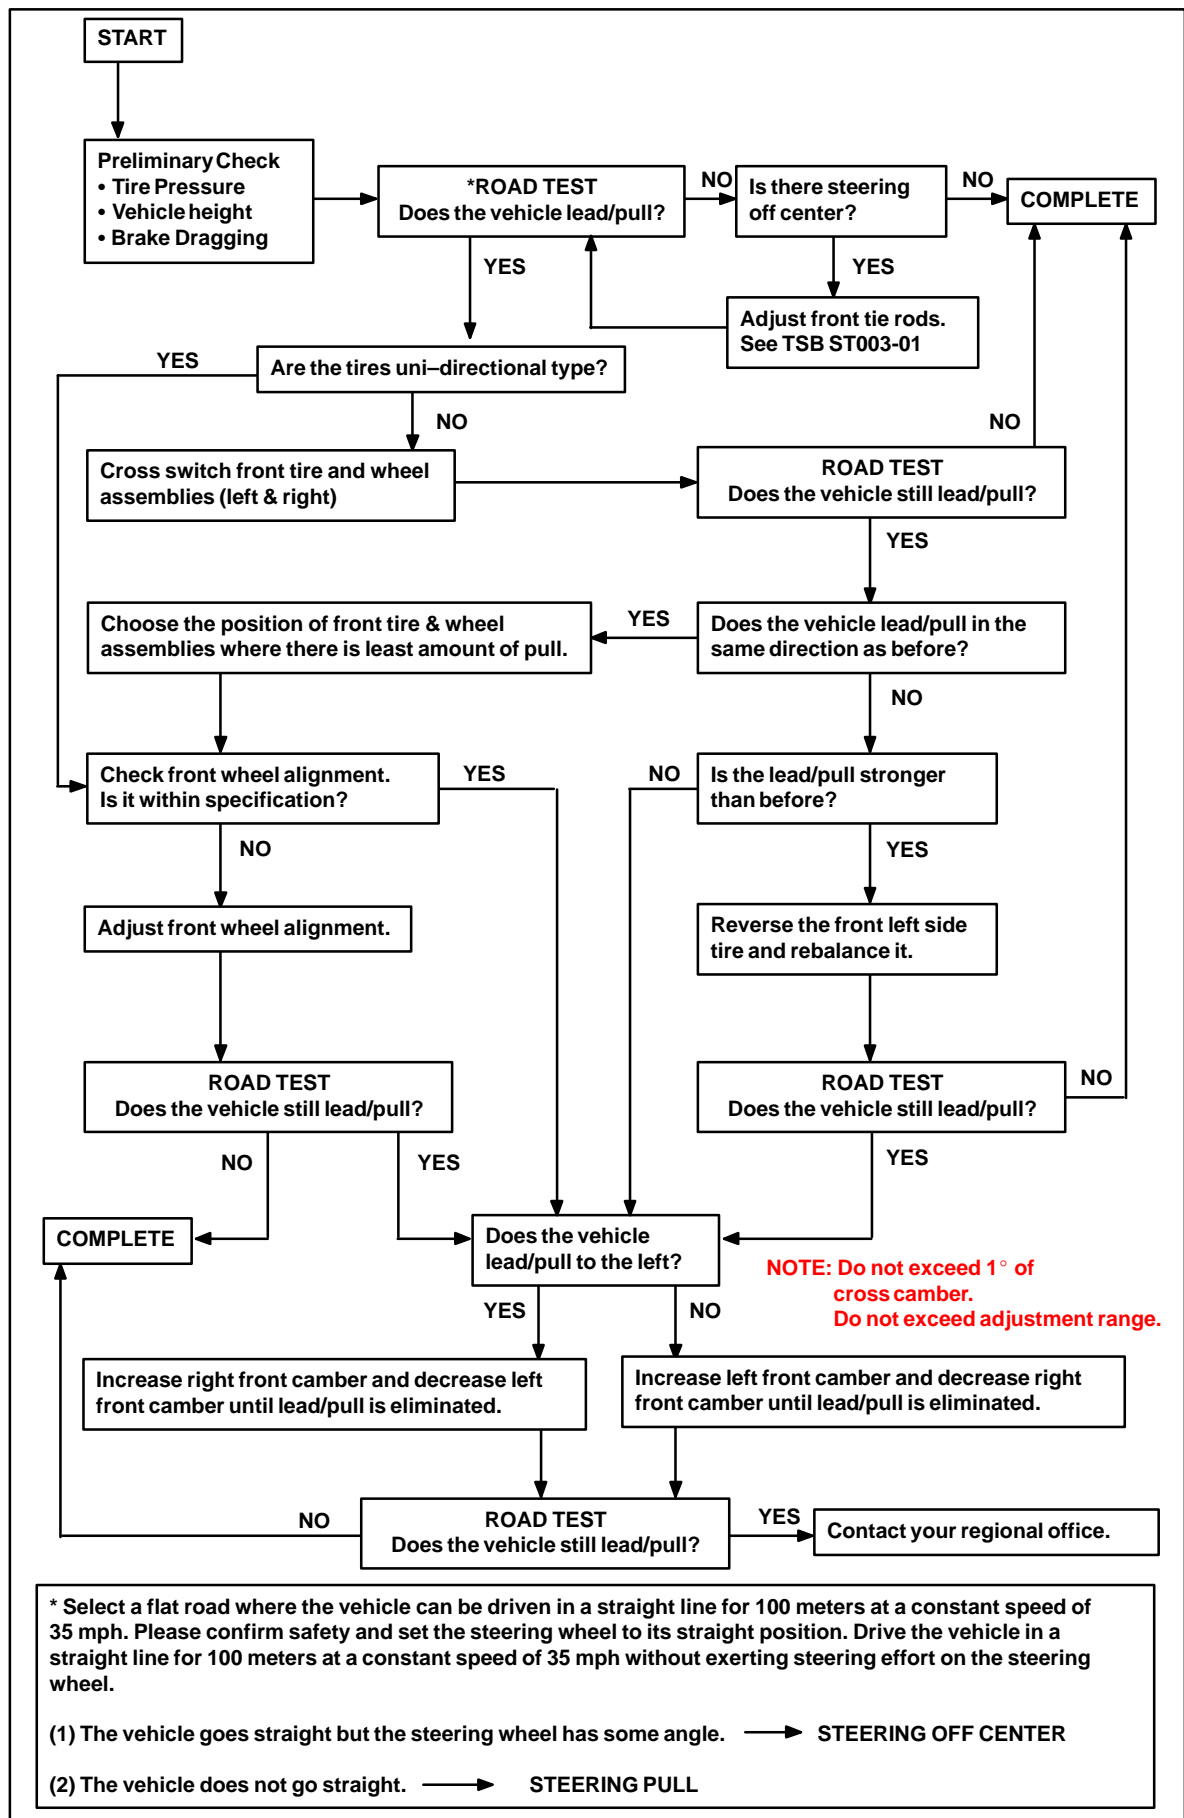 START
Preliminary Check
• Tire Pressure
• Vehicle height
• Brake Dragging
*ROAD TEST
Does the vehicle lead/pull?
NO
Is there steering
off center?
NO
COMPLETE
YES
YES
Adjust front tie rods.
See TSB ST003-01
YES
Are the tires uni–directional type?
NO
NO
Cross switch front tire and wheel
assemblies (left & right)
ROAD TEST
Does the vehicle still lead/pull?
YES
Choose the position of front tire & wheel
assemblies where there is least amount of pull.
YES
Does the vehicle lead/pull in the
same direction as before?
NO
Check front wheel alignment.
Is it within specification?
YES
NO
Is the lead/pull stronger
than before?
NO
YES
Adjust front wheel alignment.
Reverse the front left side
tire and rebalance it.
ROAD TEST
Does the vehicle still lead/pull?
ROAD TEST
Does the vehicle still lead/pull?
NO
NO
YES
YES
COMPLETE
Does the vehicle
lead/pull to the left?
NOTE: Do not exceed 1° of
cross camber.
Do not exceed adjustment range.
YES
NO
Increase right front camber and decrease left
front camber until lead/pull is eliminated.
Increase left front camber and decrease right
front camber until lead/pull is eliminated.
NO
ROAD TEST
Does the vehicle still lead/pull?
YES
Contact your regional office.
* Select a flat road where the vehicle can be driven in a straight line for 100 meters at a constant speed of
35 mph. Please confirm safety and set the steering wheel to its straight position. Drive the vehicle in a
straight line for 100 meters at a constant speed of 35 mph without exerting steering effort on the steering
wheel.
(1) The vehicle goes straight but the steering wheel has some angle. STEERING OFF CENTER
(2) The vehicle does not go straight. STEERING PULL